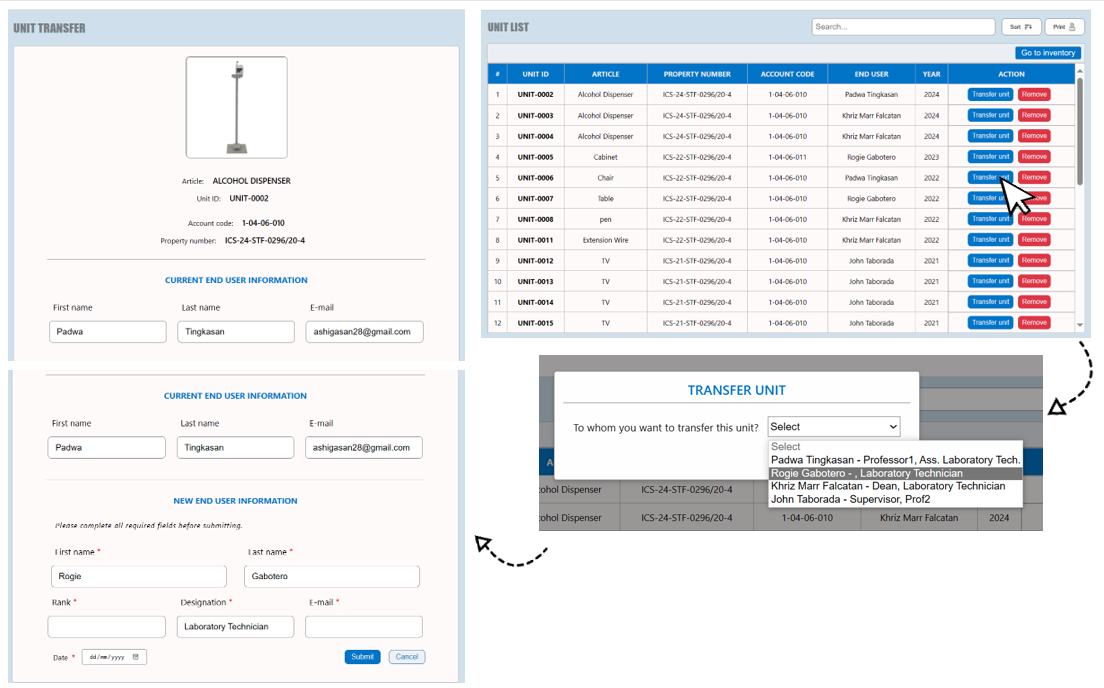 UNIT TRANSFER
Article: ALCOHOL DISPENSER
Unit ID: UNIT-0002
Account code: 1-04-06-010
Property number: ICS-24-STF-0296/20-4
CURRENT END USER INFORMATION
First name Last name E-mail
Padwa Tingkasan ashigasan28@gmail.com
CURRENT END USER INFORMATION
First name Last name E-mail
Padwa Tingkasan ashigasan28@gmail.com
NEW END USER INFORMATION
Please complete all required fields before submitting.
First name * Last name *
Rogie Gabotero
Rank * Designation * E-mail *
Laboratory Technician
Date * dd/mm/yyyy Submit Cancel
UNIT LIST Search... Sort Print
Go to inventory
# UNIT ID ARTICLE PROPERTY NUMBER ACCOUNT CODE END USER YEAR ACTION
1 UNIT-0002 Alcohol Dispenser ICS-24-STF-0296/20-4 1-04-06-010 Padwa Tingkasan 2024 Transfer unit Remove
2 UNIT-0003 Alcohol Dispenser ICS-24-STF-0296/20-4 1-04-06-010 Khriz Marr Falcatan 2024 Transfer unit Remove
3 UNIT-0004 Alcohol Dispenser ICS-24-STF-0296/20-4 1-04-06-010 Khriz Marr Falcatan 2024 Transfer unit Remove
4 UNIT-0005 Cabinet ICS-22-STF-0296/20-4 1-04-06-011 Rogie Gabotero 2023 Transfer unit Remove
5 UNIT-0006 Chair ICS-22-STF-0296/20-4 1-04-06-010 Padwa Tingkasan 2022 Transfer unit Remove
6 UNIT-0007 Table ICS-22-STF-0296/20-4 1-04-06-010 Rogie Gabotero 2022 Transfer unit Remove
7 UNIT-0008 pen ICS-22-STF-0296/20-4 1-04-06-010 Khriz Marr Falcatan 2022 Transfer unit Remove
8 UNIT-0011 Extension Wire ICS-22-STF-0296/20-4 1-04-06-010 Khriz Marr Falcatan 2022 Transfer unit Remove
9 UNIT-0012 TV ICS-21-STF-0296/20-4 1-04-06-010 John Taborada 2021 Transfer unit Remove
10 UNIT-0013 TV ICS-21-STF-0296/20-4 1-04-06-010 John Taborada 2021 Transfer unit Remove
11 UNIT-0014 TV ICS-21-STF-0296/20-4 1-04-06-010 John Taborada 2021 Transfer unit Remove
12 UNIT-0015 TV ICS-21-STF-0296/20-4 1-04-06-010 John Taborada 2021 Transfer unit Remove
TRANSFER UNIT
To whom you want to transfer this unit? Select
Select
Padwa Tingkasan - Professor1, Ass. Laboratory Tech.
Rogie Gabotero - , Laboratory Technician
Khriz Marr Falcatan - Dean, Laboratory Technician
John Taborada - Supervisor, Prof2
A
cohol Dispenser ICS-24-STF-0296/20-4
cohol Dispenser ICS-24-STF-0296/20-4 1-04-06-010 Khriz Marr Falcatan 2024